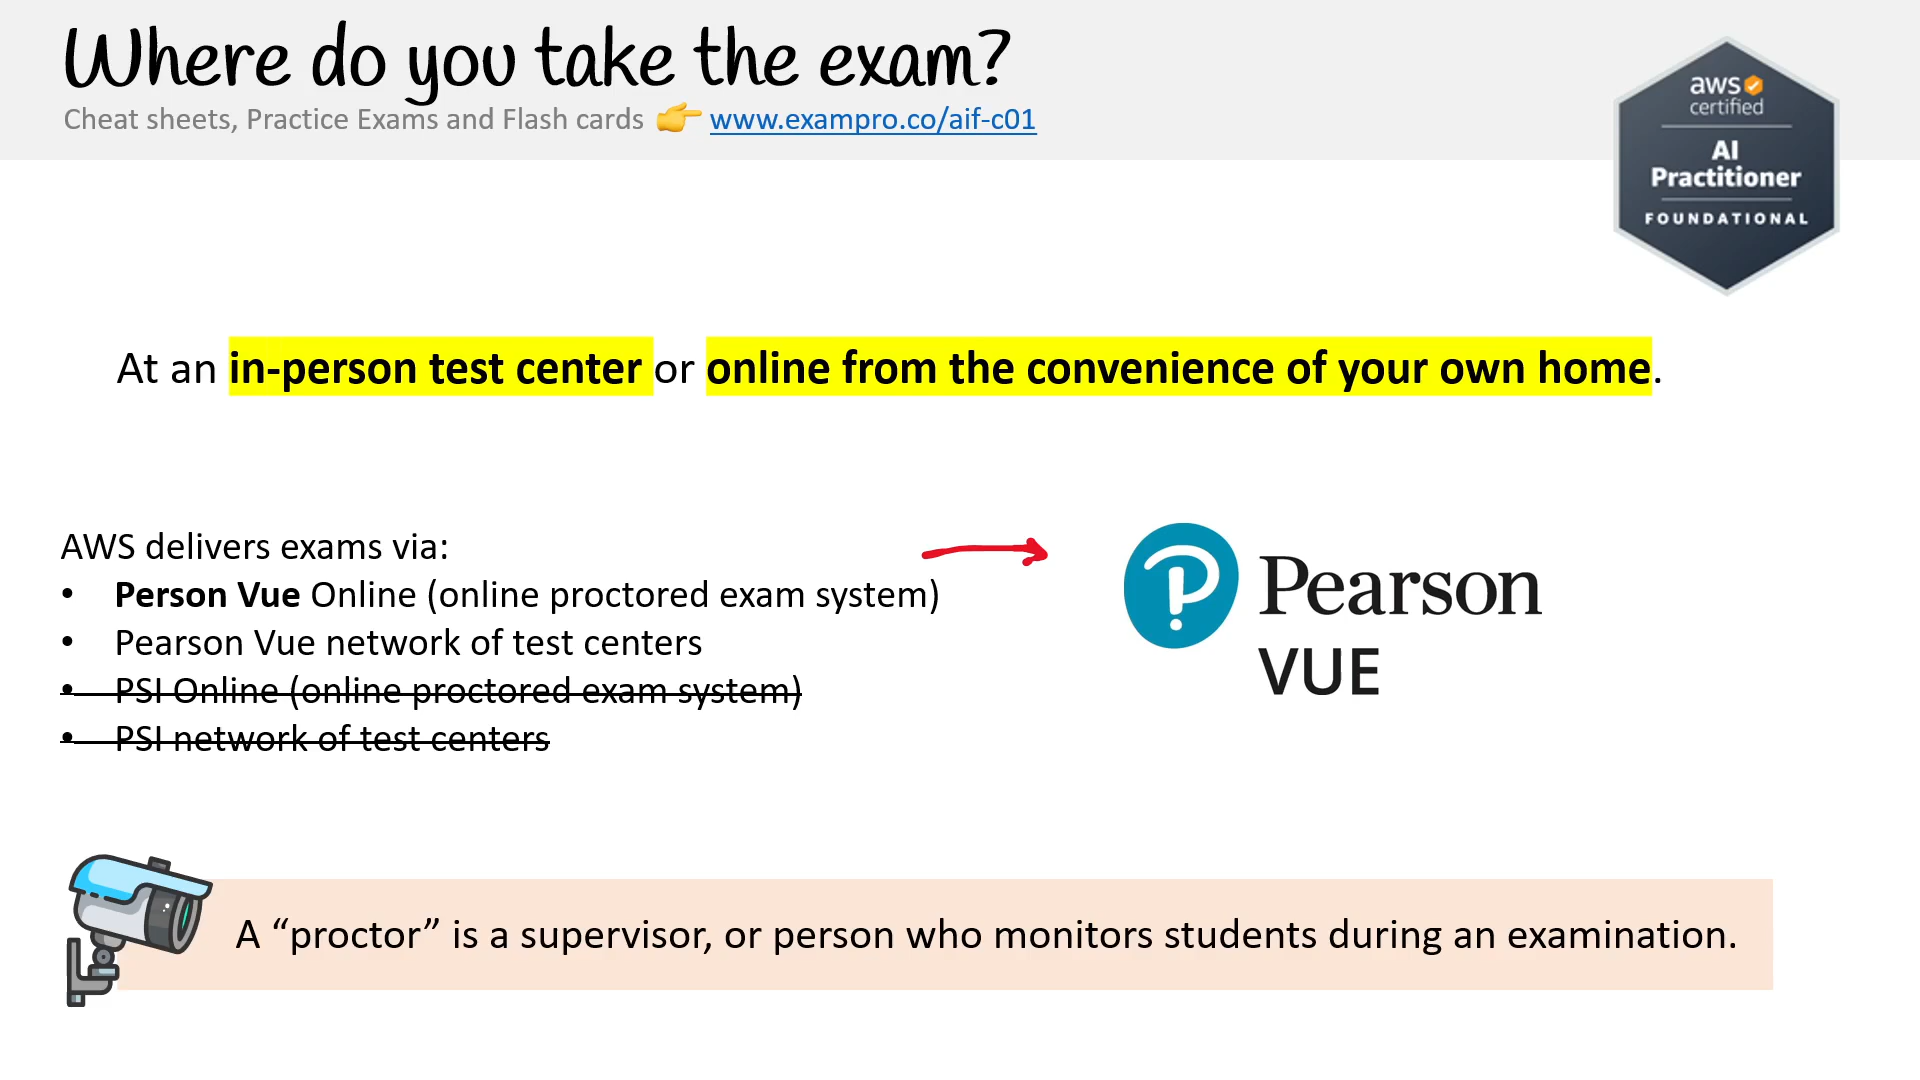 Where do you take the exam?
Cheat sheets, Practice Exams and Flash cards 👉 www.exampro.co/aif-c01
aws
certified
AI
Practitioner
FOUNDATIONAL
At an in-person test center or online from the convenience of your own home.
AWS delivers exams via:
• Person Vue Online (online proctored exam system)
• Pearson Vue network of test centers
• PSI Online (online proctored exam system)
• PSI network of test centers
Pearson
VUE
A “proctor” is a supervisor, or person who monitors students during an examination.